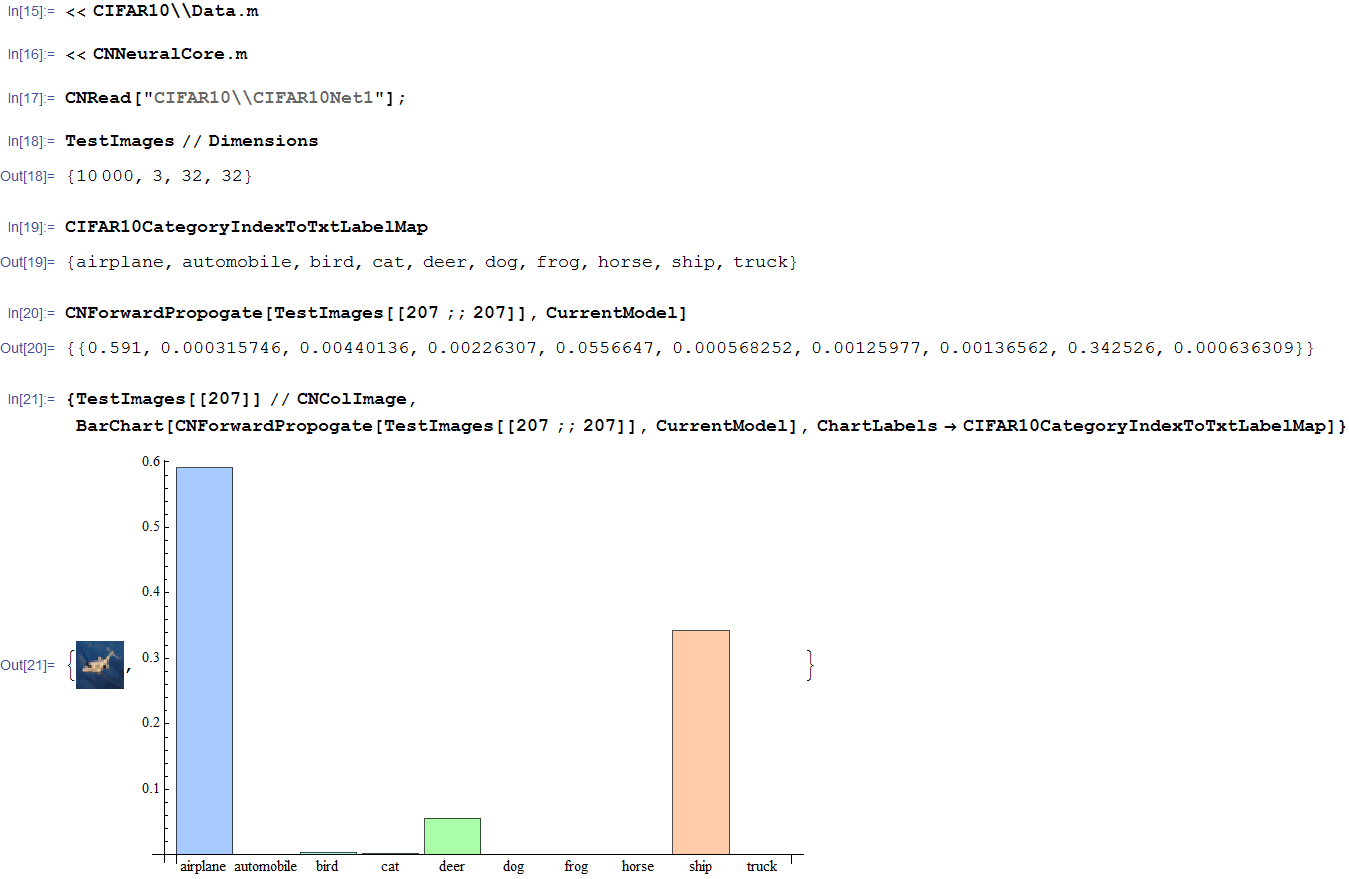 In[15]:= << CIFAR10\\Data.m
In[16]:= << CNNeuralCore.m
In[17]:= CNRead["CIFAR10\\CIFAR10Net1"];
In[18]:= TestImages // Dimensions
Out[18]= {10 000, 3, 32, 32}
In[19]:= CIFAR10CategoryIndexToTxtLabelMap
Out[19]= {airplane, automobile, bird, cat, deer, dog, frog, horse, ship, truck}
In[20]:= CNForwardPropogate[TestImages[[207 ;; 207]], CurrentModel]
Out[20]= {{0.591, 0.000315746, 0.00440136, 0.00226307, 0.0556647, 0.000568252, 0.00125977, 0.00136562, 0.342526, 0.000636309}}
In[21]:= {TestImages[[207]] // CNColImage,
BarChart[CNForwardPropogate[TestImages[[207 ;; 207]], CurrentModel], ChartLabels → CIFAR10CategoryIndexToTxtLabelMap]}
0.6
0.5
0.4
Out[21]= { , 0.3 }
0.2
0.1
airplane automobile bird cat deer dog frog horse ship truck